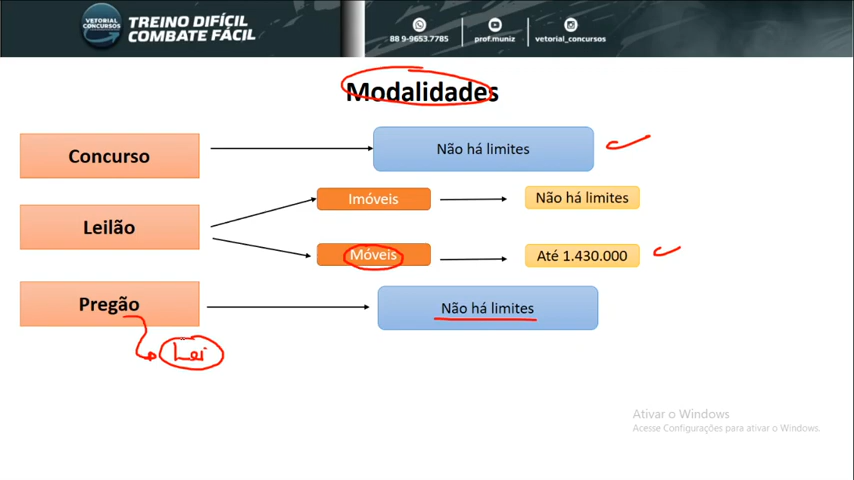 VETORIAL
CONCURSOS
TREINO DIFÍCIL
COMBATE FÁCIL
88 9-9653.7785
prof.muniz
vetorial_concursos
Modalidades
Concurso
Não há limites
Leilão
Imóveis
Não há limites
Móveis
Até 1.430.000
Pregão
Não há limites
Lei
Ativar o Windows
Acesse Configurações para ativar o Windows.